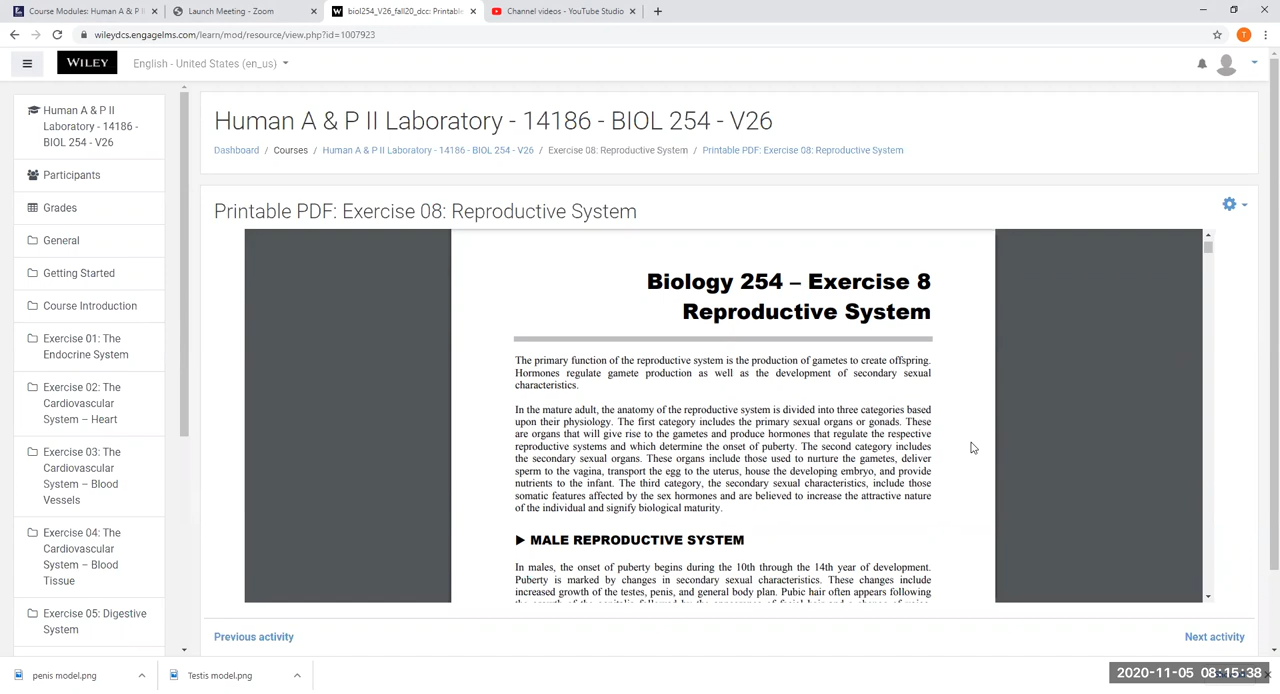 Course Modules: Human A & P I
Launch Meeting - Zoom
biol254_V26_fall20_dcc: Printable
Channel videos - YouTube Studio
wileydcs.engagelms.com/learn/mod/resource/view.php?id=1007923
T
WILEY
English - United States (en_us)
Human A & P II
Laboratory - 14186 -
BIOL 254 - V26
Participants
Grades
General
Getting Started
Course Introduction
Exercise 01: The
Endocrine System
Exercise 02: The
Cardiovascular
System – Heart
Exercise 03: The
Cardiovascular
System – Blood
Vessels
Exercise 04: The
Cardiovascular
System – Blood
Tissue
Exercise 05: Digestive
System
Human A & P II Laboratory - 14186 - BIOL 254 - V26
Dashboard / Courses / Human A & P II Laboratory - 14186 - BIOL 254 - V26 / Exercise 08: Reproductive System / Printable PDF: Exercise 08: Reproductive System
Printable PDF: Exercise 08: Reproductive System
Biology 254 – Exercise 8
Reproductive System
The primary function of the reproductive system is the production of gametes to create offspring.
Hormones regulate gamete production as well as the development of secondary sexual
characteristics.
In the mature adult, the anatomy of the reproductive system is divided into three categories based
upon their physiology. The first category includes the primary sexual organs or gonads. These
are organs that will give rise to the gametes and produce hormones that regulate the respective
reproductive systems and which determine the onset of puberty. The second category includes
the secondary sexual organs. These organs include those used to nurture the gametes, deliver
sperm to the vagina, transport the egg to the uterus, house the developing embryo, and provide
nutrients to the infant. The third category, the secondary sexual characteristics, include those
somatic features affected by the sex hormones and are believed to increase the attractive nature
of the individual and signify biological maturity.
▶ MALE REPRODUCTIVE SYSTEM
In males, the onset of puberty begins during the 10th through the 14th year of development.
Puberty is marked by changes in secondary sexual characteristics. These changes include
increased growth of the testes, penis, and general body plan. Pubic hair often appears following
Previous activity
Next activity
penis model.png
Testis model.png
2020-11-05 08:15:38